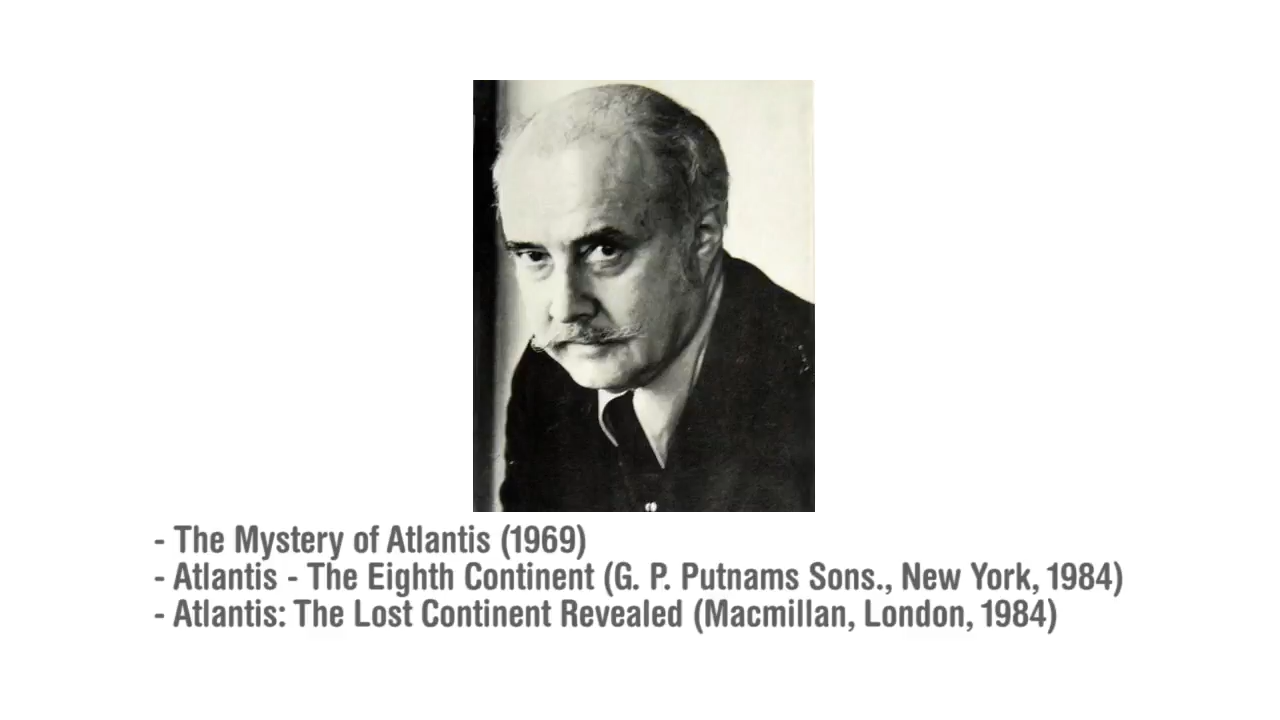 - The Mystery of Atlantis (1969)
- Atlantis - The Eighth Continent (G. P. Putnams Sons., New York, 1984)
- Atlantis: The Lost Continent Revealed (Macmillan, London, 1984)